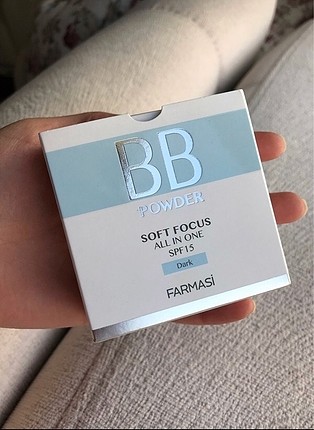 BB
POWDER
SOFT FOCUS
ALL IN ONE
SPF15
Dark
FARMASi